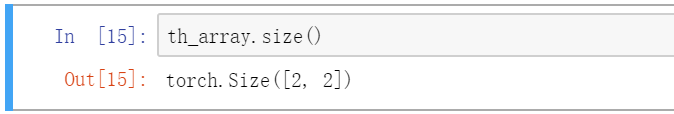 In [15]: th_array.size()
Out[15]: torch.Size([2, 2])